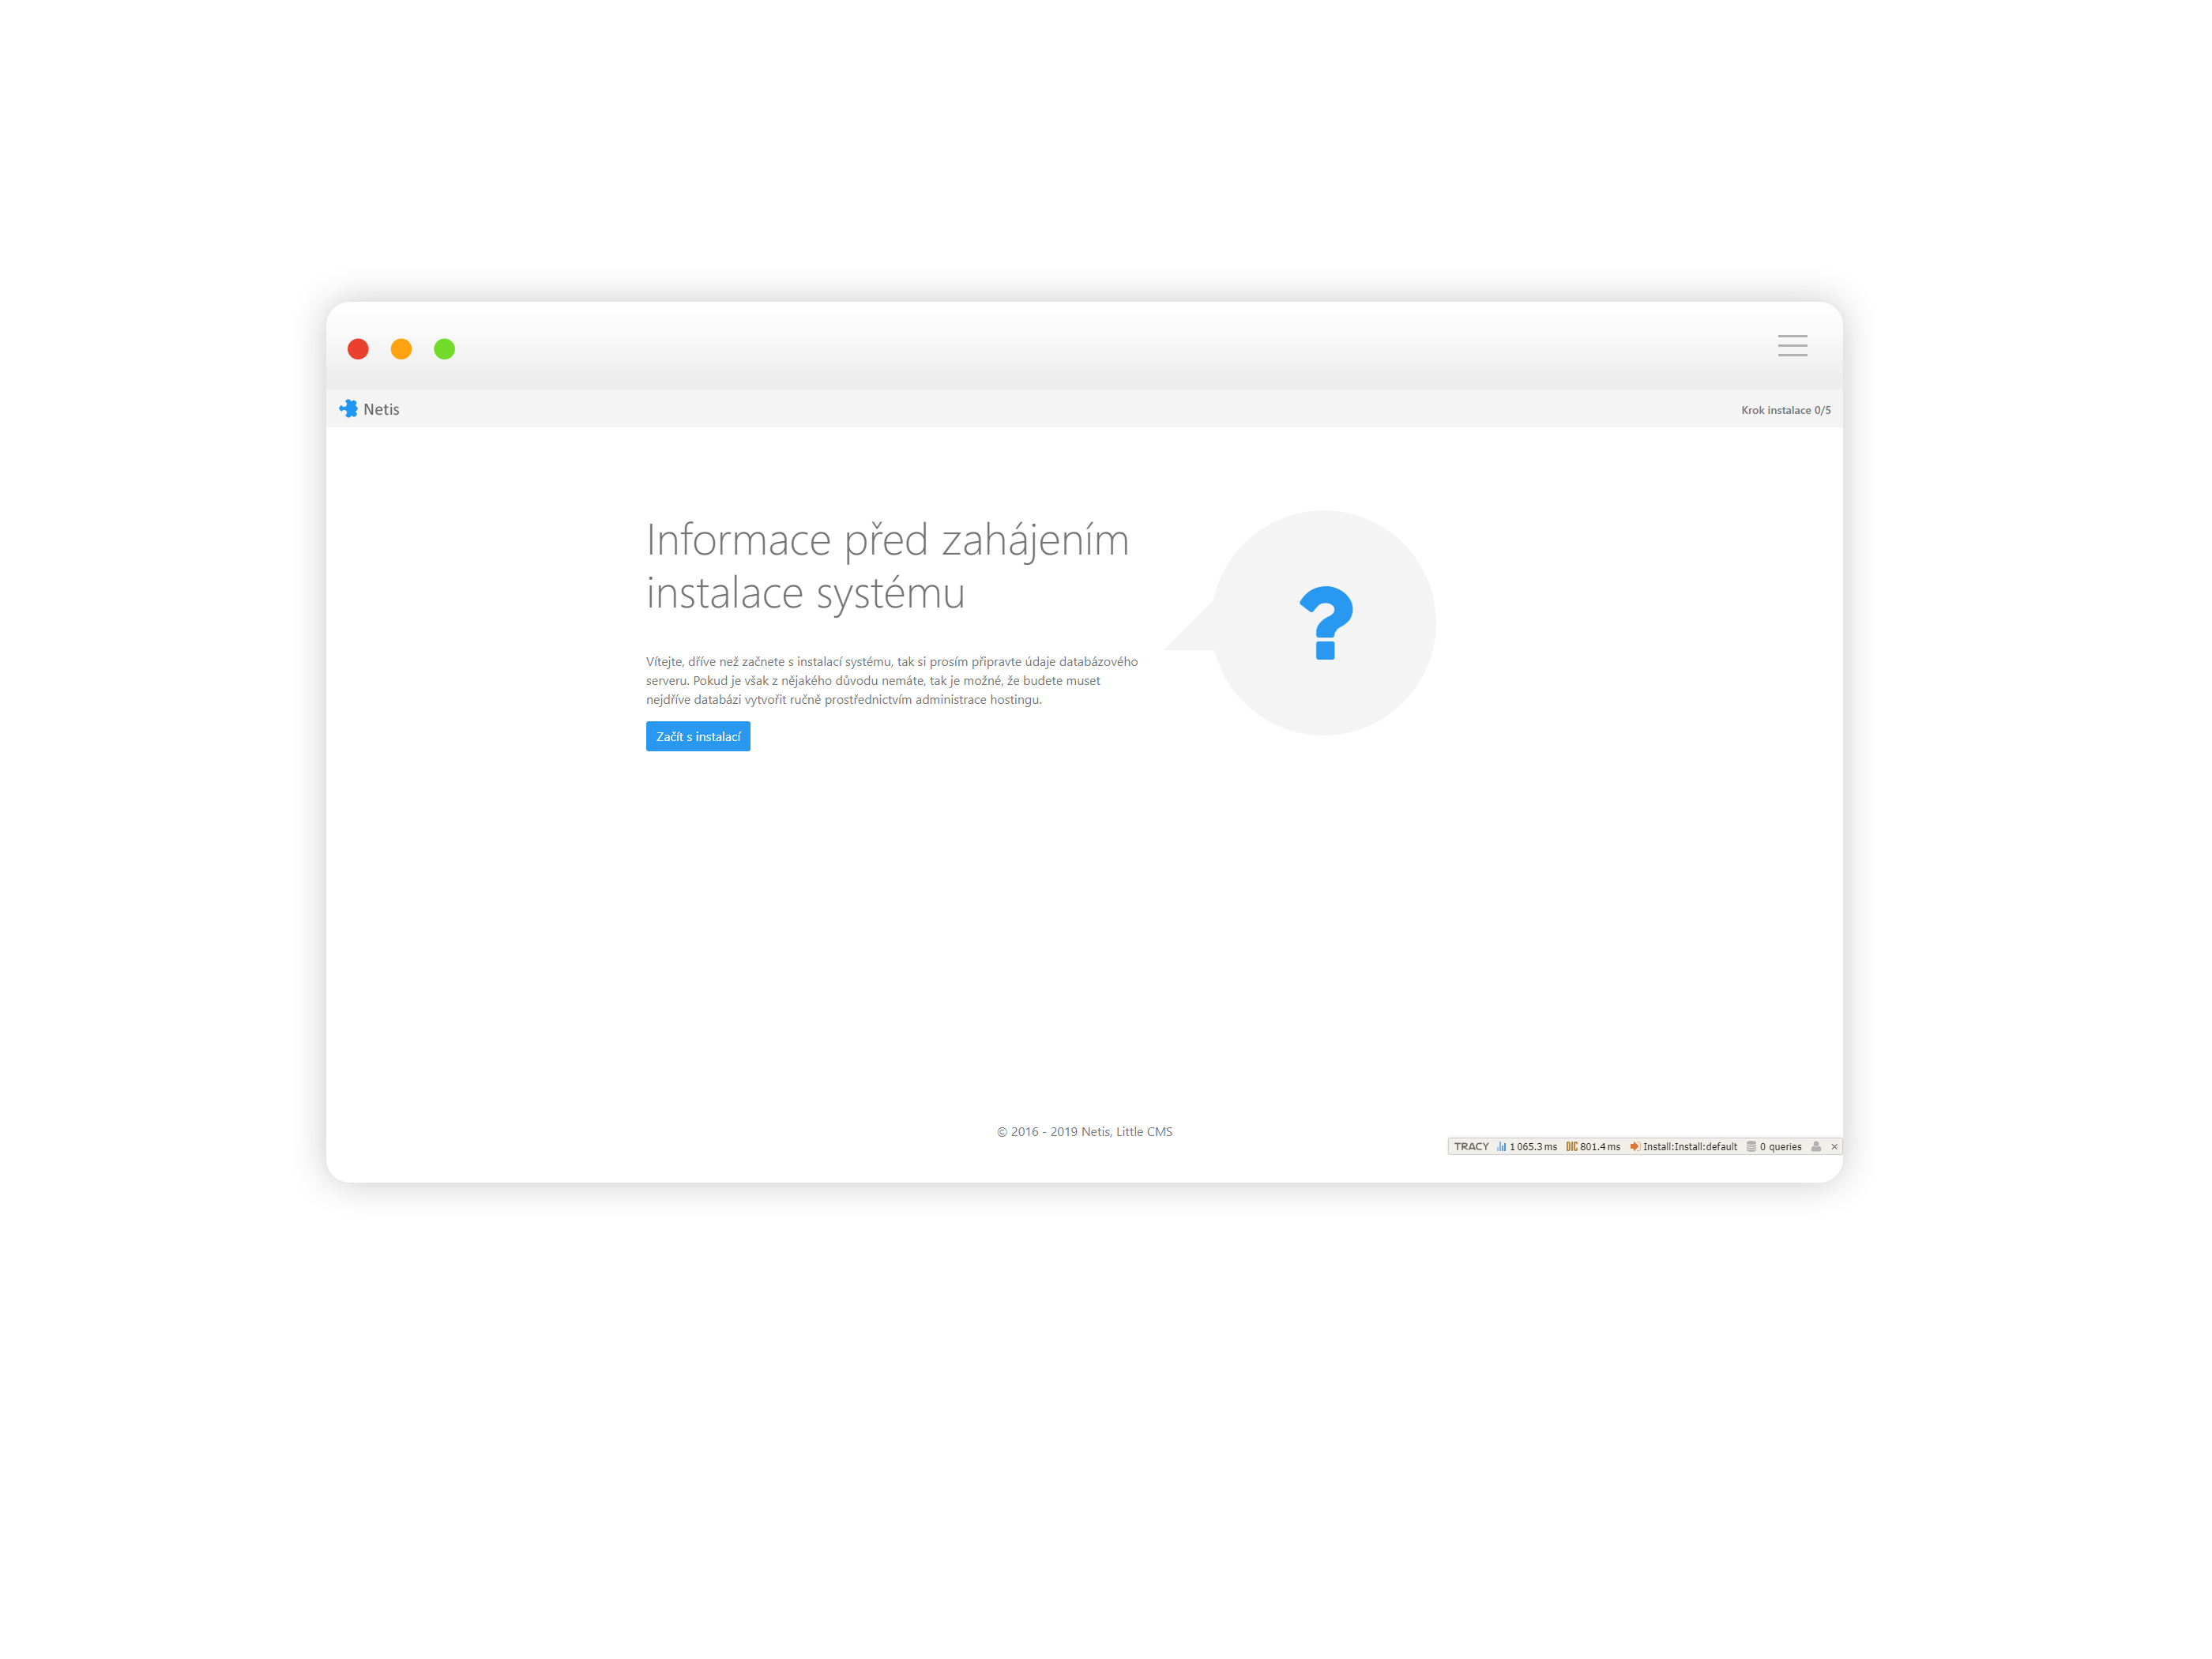 Netis
Krok instalace 0/5
Informace před zahájením
instalace systému
?
Vítejte, dříve než začnete s instalací systému, tak si prosím připravte údaje databázového
serveru. Pokud je však z nějakého důvodu nemáte, tak je možné, že budete muset
nejdříve databázi vytvořit ručně prostřednictvím administrace hostingu.
Začít s instalací
© 2016 - 2019 Netis, Little CMS
TRACY 1 065.3 ms DIC 801.4 ms Install:Install:default 0 queries ×